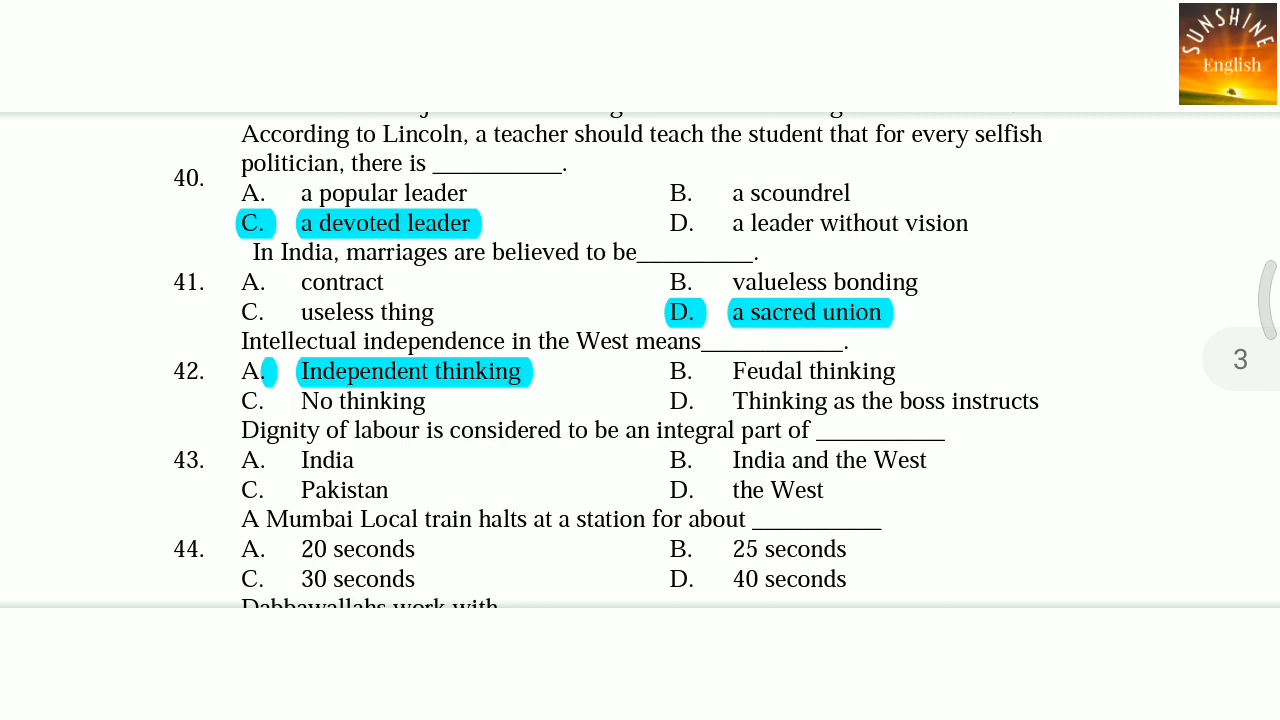 SUNSHINE
English
According to Lincoln, a teacher should teach the student that for every selfish
politician, there is __________.
40.
A. a popular leader B. a scoundrel
C. a devoted leader D. a leader without vision
In India, marriages are believed to be_________.
41. A. contract B. valueless bonding
C. useless thing D. a sacred union
Intellectual independence in the West means___________.
42. A. Independent thinking B. Feudal thinking
C. No thinking D. Thinking as the boss instructs
Dignity of labour is considered to be an integral part of __________
43. A. India B. India and the West
C. Pakistan D. the West
A Mumbai Local train halts at a station for about __________
44. A. 20 seconds B. 25 seconds
C. 30 seconds D. 40 seconds
Dabbawallahs work with
3